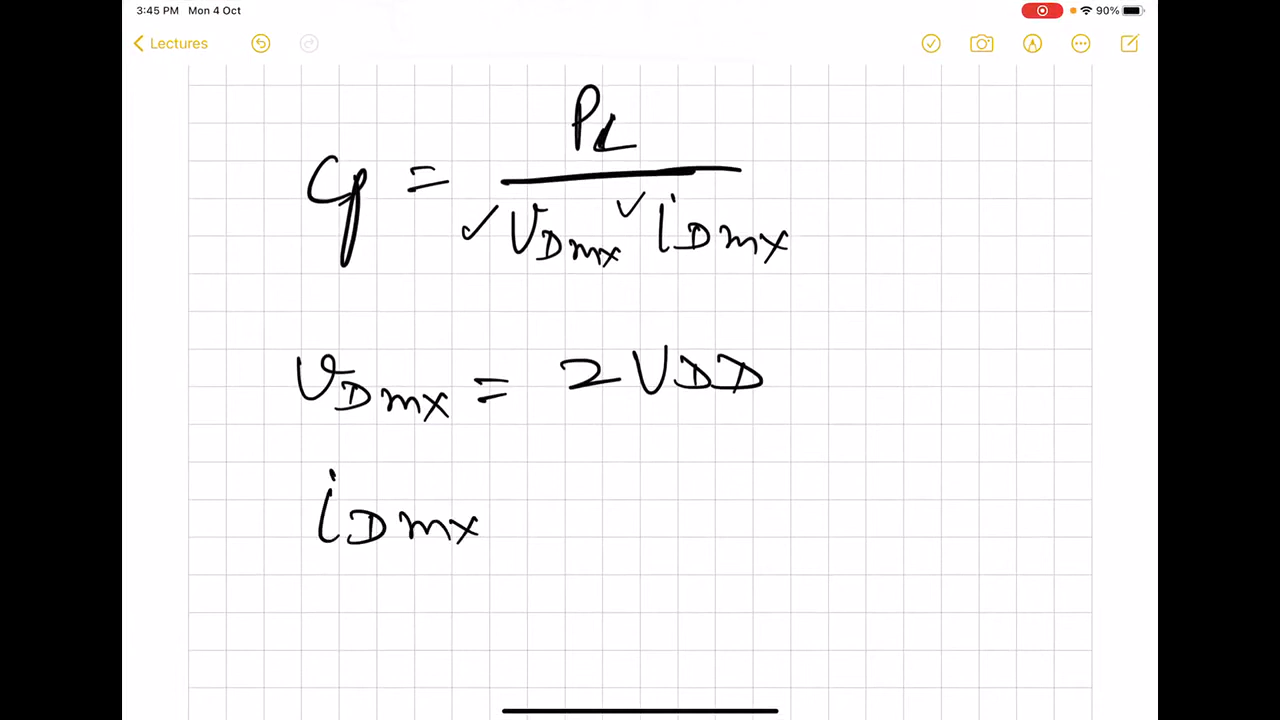 3:45 PM Mon 4 Oct 90%
Lectures
Cp = PL / VDmx iDmx
VDmx = 2VDD
iDmx